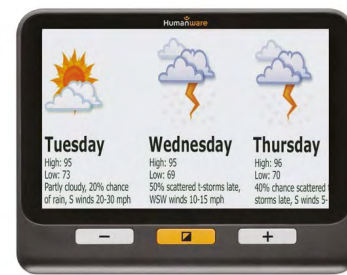 Humanware
Tuesday
High: 95
Low: 73
Partly cloudy, 20% chance
of rain, S winds 20-30 mph
Wednesday
High: 95
Low: 69
50% scattered t-storms late,
WSW winds 10-15 mph
Thursday
High: 96
Low: 70
40% chance scattered t
storms late, S winds 5-